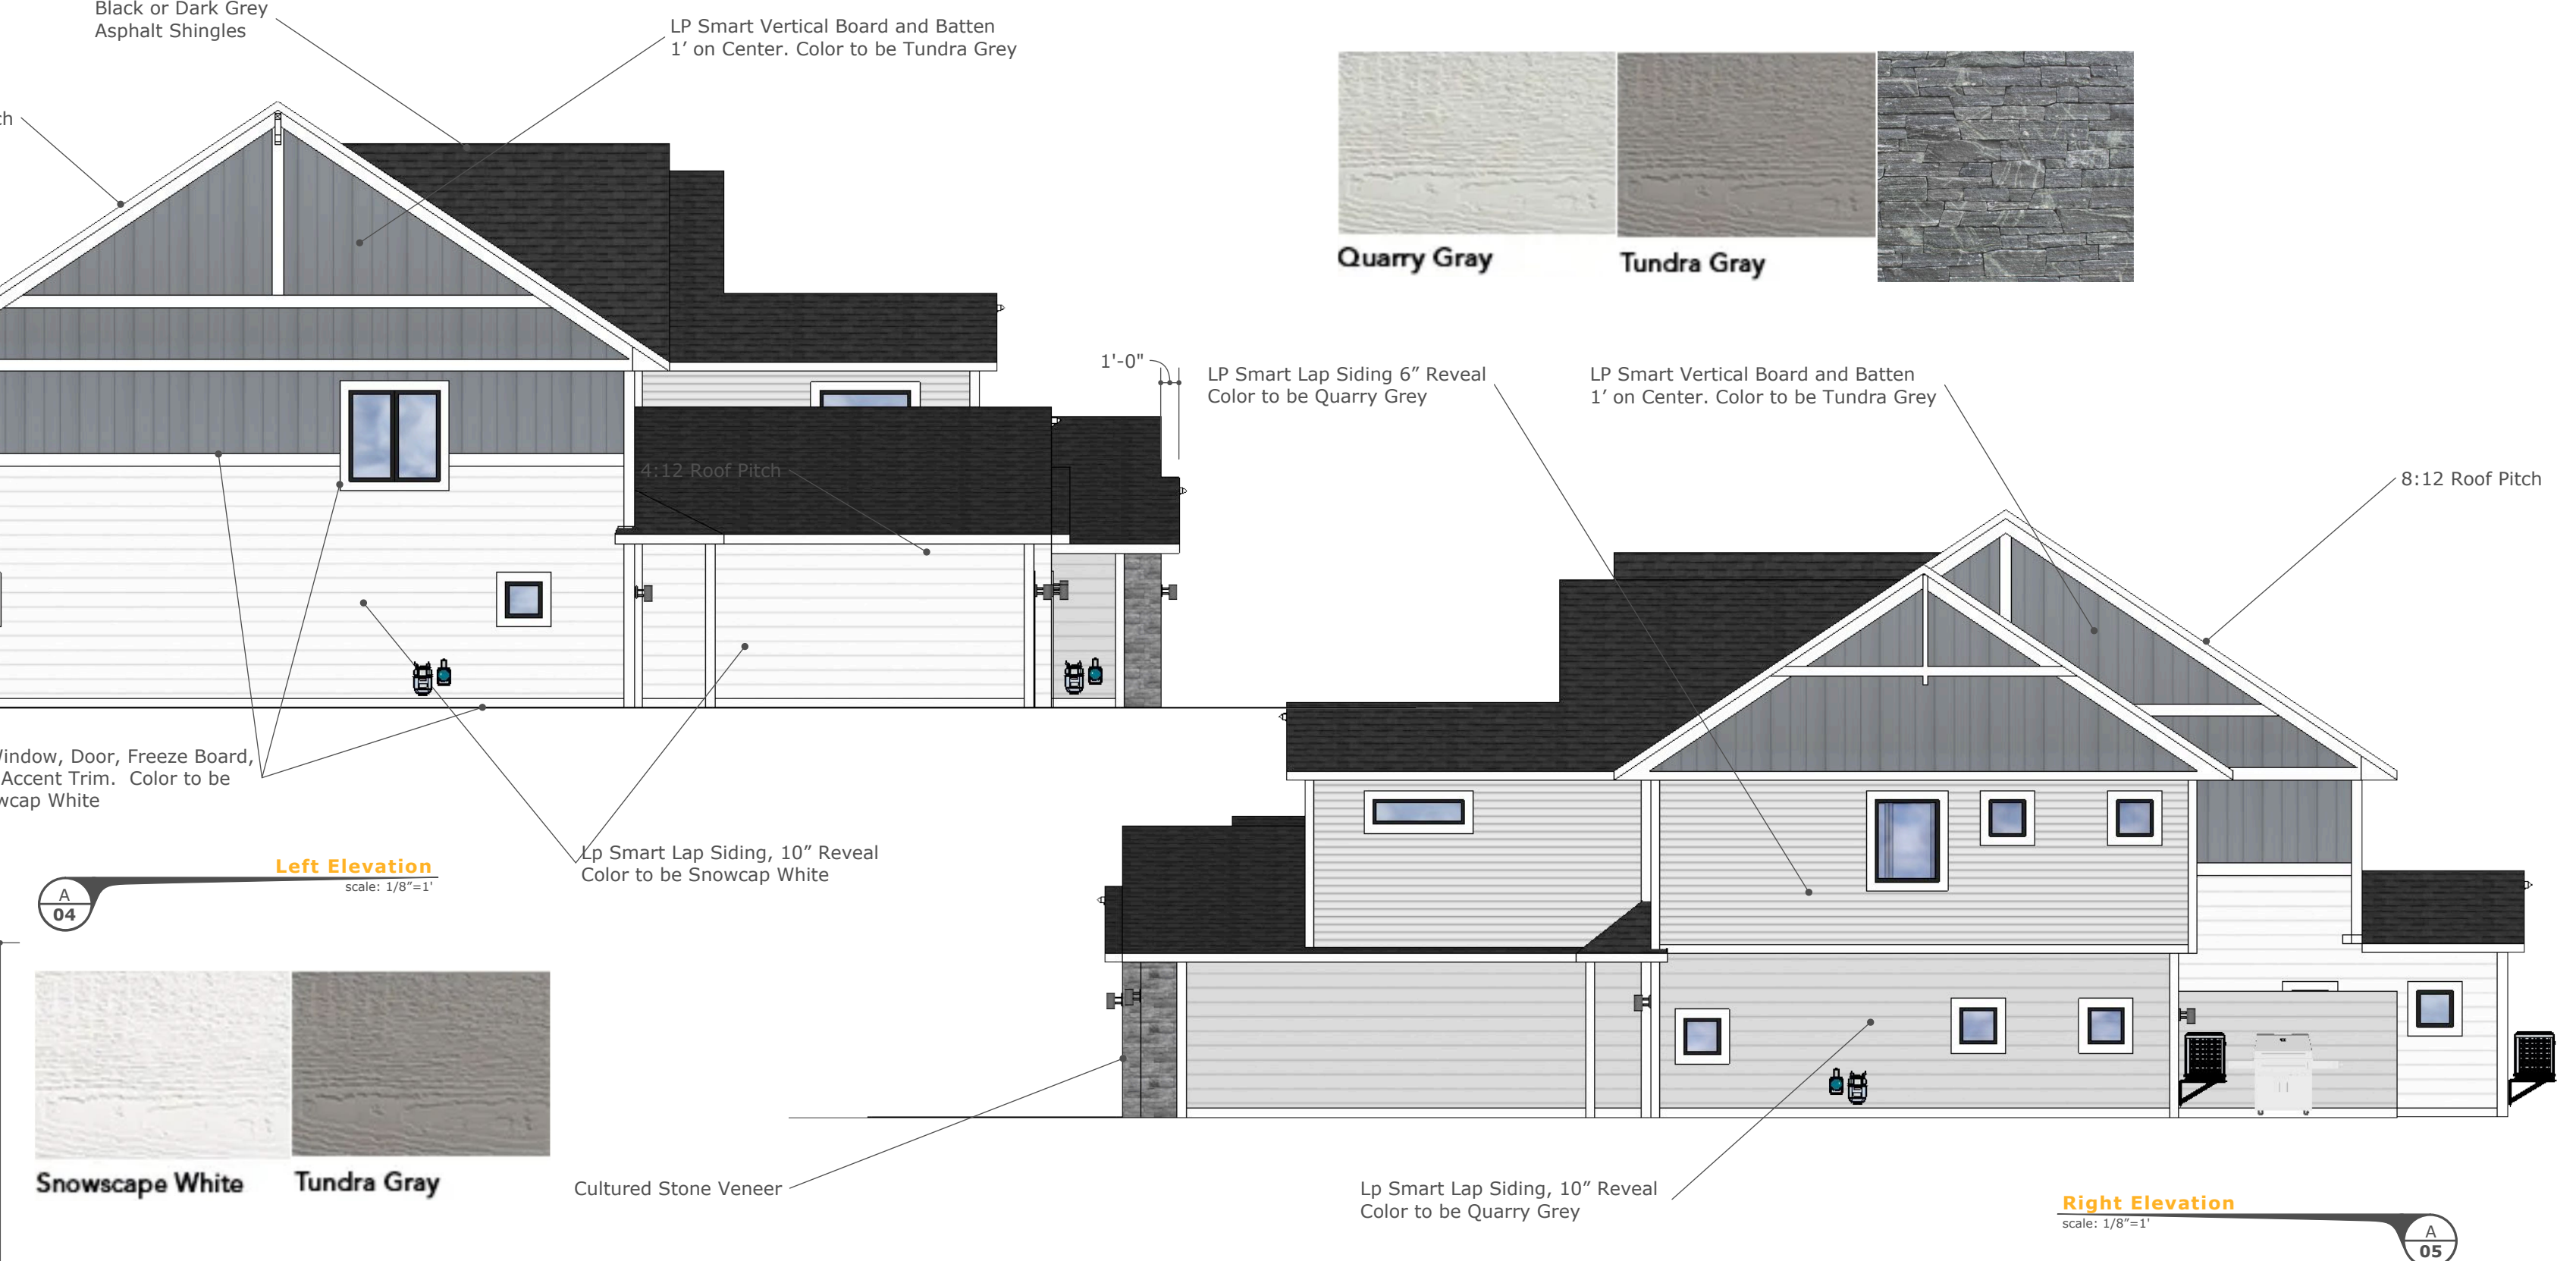 Black or Dark Grey
Asphalt Shingles
LP Smart Vertical Board and Batten
1’ on Center. Color to be Tundra Grey
Quarry Gray
Tundra Gray
1'-0"
LP Smart Lap Siding 6” Reveal
Color to be Quarry Grey
LP Smart Vertical Board and Batten
1’ on Center. Color to be Tundra Grey
4:12 Roof Pitch
8:12 Roof Pitch
Window, Door, Freeze Board,
Accent Trim. Color to be
wcap White
Lp Smart Lap Siding, 10” Reveal
Color to be Snowcap White
Left Elevation
scale: 1/8”=1'
A
04
Snowscape White
Tundra Gray
Cultured Stone Veneer
Lp Smart Lap Siding, 10” Reveal
Color to be Quarry Grey
Right Elevation
scale: 1/8”=1'
A
05